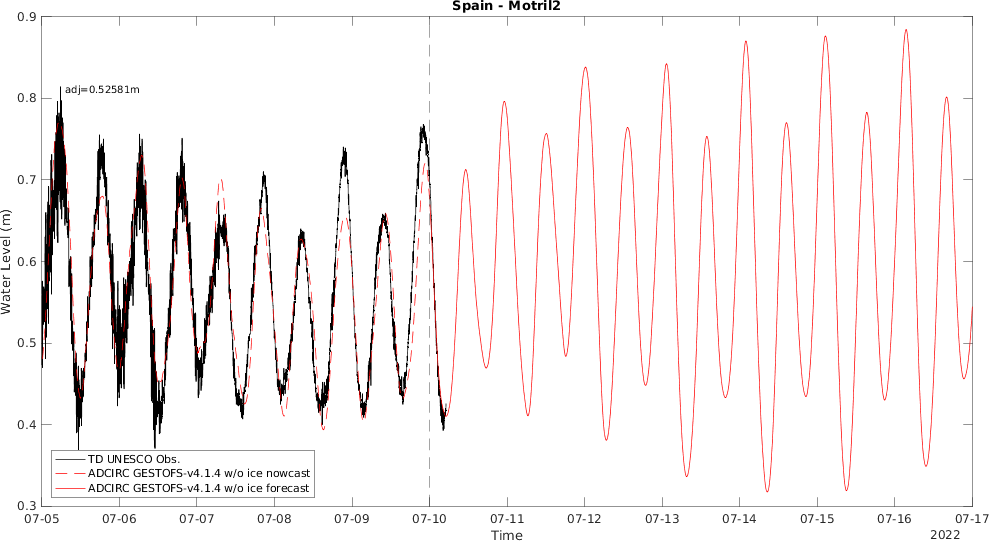 Spain - Motril2
0.9
0.8
0.7
0.6
0.5
0.4
0.3
Water Level (m)
adj=0.52581m
TD UNESCO Obs.
ADCIRC GESTOFS-v4.1.4 w/o ice nowcast
ADCIRC GESTOFS-v4.1.4 w/o ice forecast
07-05 07-06 07-07 07-08 07-09 07-10 07-11 07-12 07-13 07-14 07-15 07-16 07-17
Time
2022